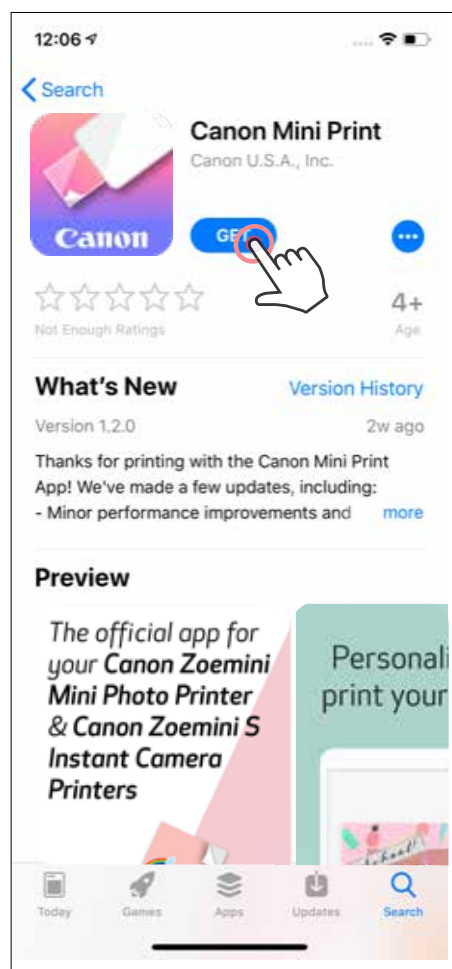 12:06
Search
Canon Mini Print
Canon U.S.A., Inc.
Canon
GET
Not Enough Ratings
4+
Age
What's New
Version History
Version 1.2.0
2w ago
Thanks for printing with the Canon Mini Print
App! We've made a few updates, including:
- Minor performance improvements and
more
Preview
The official app for
your Canon Zoemini
Mini Photo Printer
& Canon Zoemini S
Instant Camera
Printers
Personali
print your
school!
Today
Games
Apps
Updates
Search